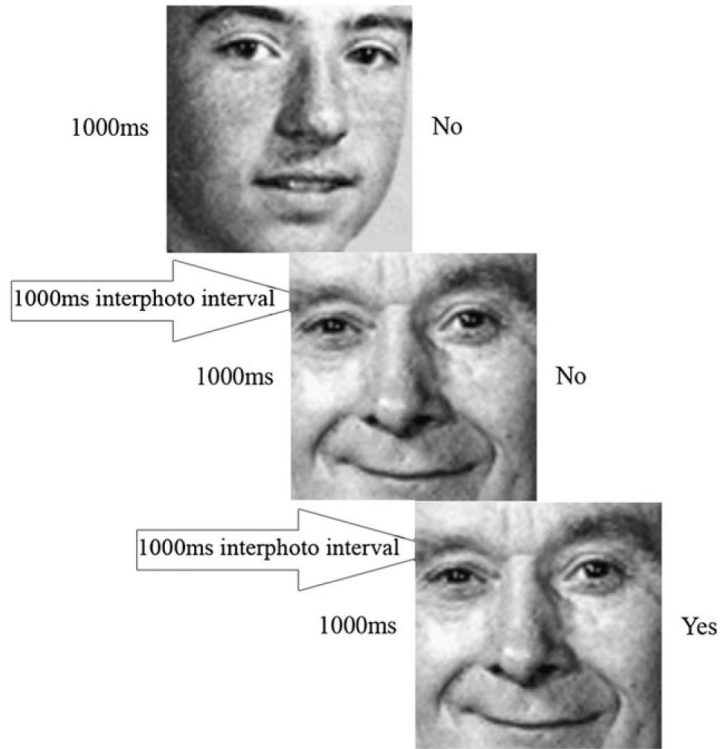 1000ms
No
1000ms interphoto interval
1000ms
No
1000ms interphoto interval
1000ms
Yes